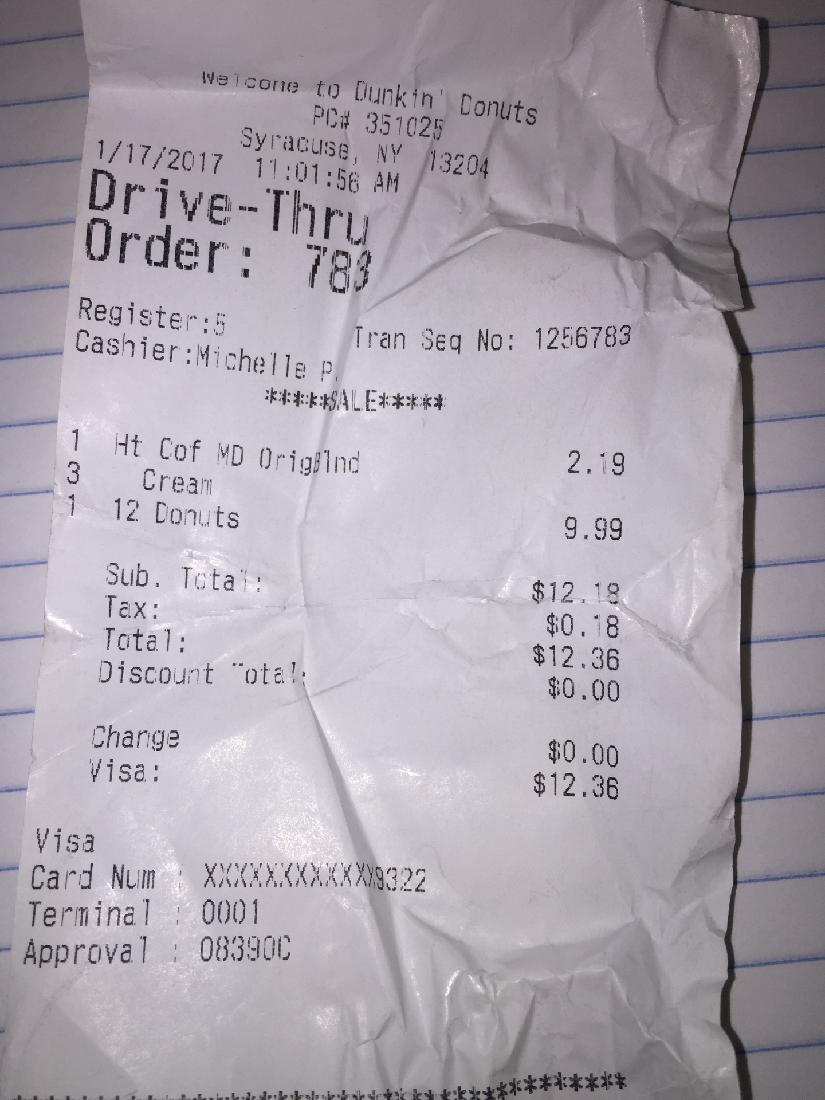 Welcome to Dunkin' Donuts
PC# 351025
Syracuse, NY 13204
1/17/2017 11:01:56 AM
Drive-Thru
Order: 783
Register:5 Tran Seq No: 1256783
Cashier:Michelle P.
*****SALE*****
1 Ht Cof MD OrigBlnd 2.19
3 Cream
1 12 Donuts 9.99
Sub. Total: $12.18
Tax: $0.18
Total: $12.36
Discount Total: $0.00
Change $0.00
Visa: $12.36
Visa
Card Num : XXXXXXXXXXXX9322
Terminal : 0001
Approval : 08390C